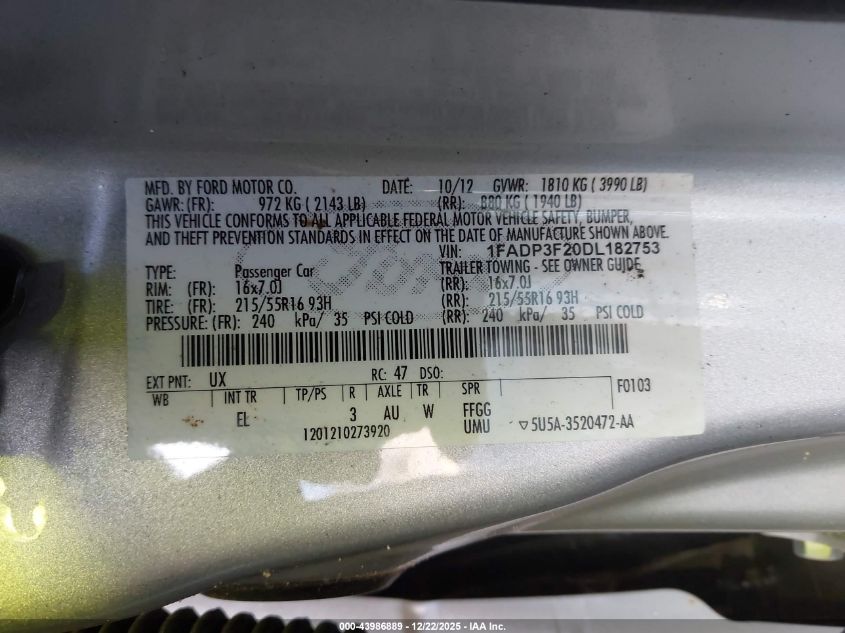 MFD. BY FORD MOTOR CO. DATE: 10/12 GVWR: 1810 KG ( 3990 LB)
GAWR: (FR): 972 KG ( 2143 LB) (RR): 880 KG ( 1940 LB)
THIS VEHICLE CONFORMS TO ALL APPLICABLE FEDERAL MOTOR VEHICLE SAFETY, BUMPER,
AND THEFT PREVENTION STANDARDS IN EFFECT ON THE DATE OF MANUFACTURE SHOWN ABOVE.
VIN: 1FADP3F20DL182753
TYPE: Passenger Car TRAILER TOWING - SEE OWNER GUIDE
RIM: (FR): 16x7.0J (RR): 16x7.0J
TIRE: (FR): 215/55R16 93H (RR): 215/55R16 93H
PRESSURE: (FR): 240 kPa/ 35 PSI COLD (RR): 240 kPa/ 35 PSI COLD
EXT PNT: UX RC: 47 DSO:
WB INT TR TP/PS R AXLE TR SPR F0103
EL 3 AU W FFGG
1201210273920 UMU ▽5U5A-3520472-AA
000-43986889 - 12/22/2025 - IAA Inc.